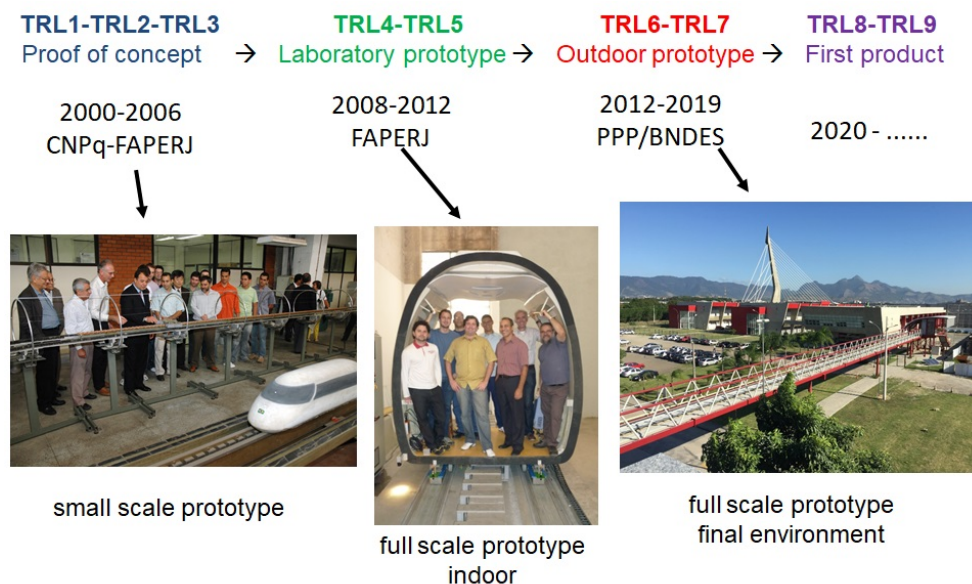 TRL1-TRL2-TRL3
Proof of concept
→
TRL4-TRL5
Laboratory prototype
→
TRL6-TRL7
Outdoor prototype
→
TRL8-TRL9
First product
2000-2006
CNPq-FAPERJ
2008-2012
FAPERJ
2012-2019
PPP/BNDES
2020 - ......
small scale prototype
full scale prototype
indoor
full scale prototype
final environment